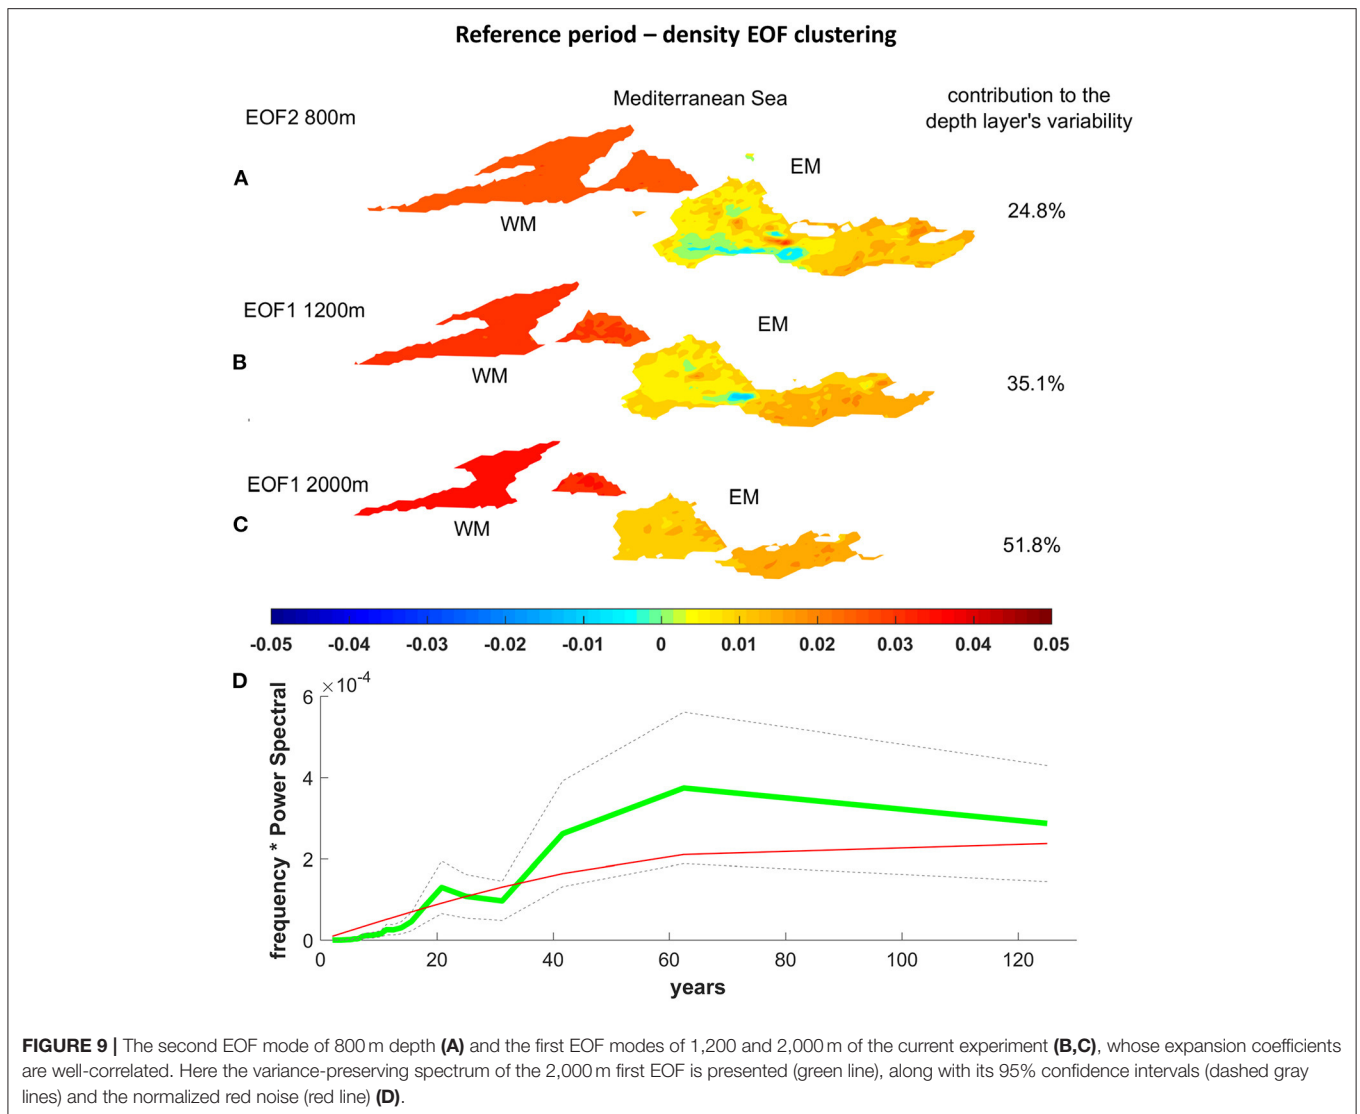 Reference period – density EOF clustering
EOF2 800m
Mediterranean Sea
contribution to the
depth layer's variability
A
EM
WM
24.8%
EOF1 1200m
EM
B
WM
35.1%
EOF1 2000m
EM
C
WM
51.8%
-0.05 -0.04 -0.03 -0.02 -0.01 0 0.01 0.02 0.03 0.04 0.05
D
×10⁻⁴
frequency * Power Spectral
6
4
2
0
0 20 40 60 80 100 120
years
FIGURE 9 | The second EOF mode of 800 m depth (A) and the first EOF modes of 1,200 and 2,000 m of the current experiment (B,C), whose expansion coefficients
are well-correlated. Here the variance-preserving spectrum of the 2,000 m first EOF is presented (green line), along with its 95% confidence intervals (dashed gray
lines) and the normalized red noise (red line) (D).